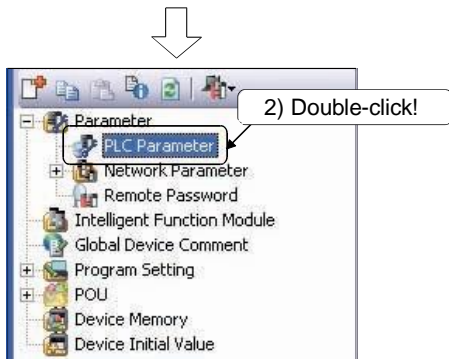 2) Double-click!
Parameter
PLC Parameter
Network Parameter
Remote Password
Intelligent Function Module
Global Device Comment
Program Setting
POU
Device Memory
Device Initial Value